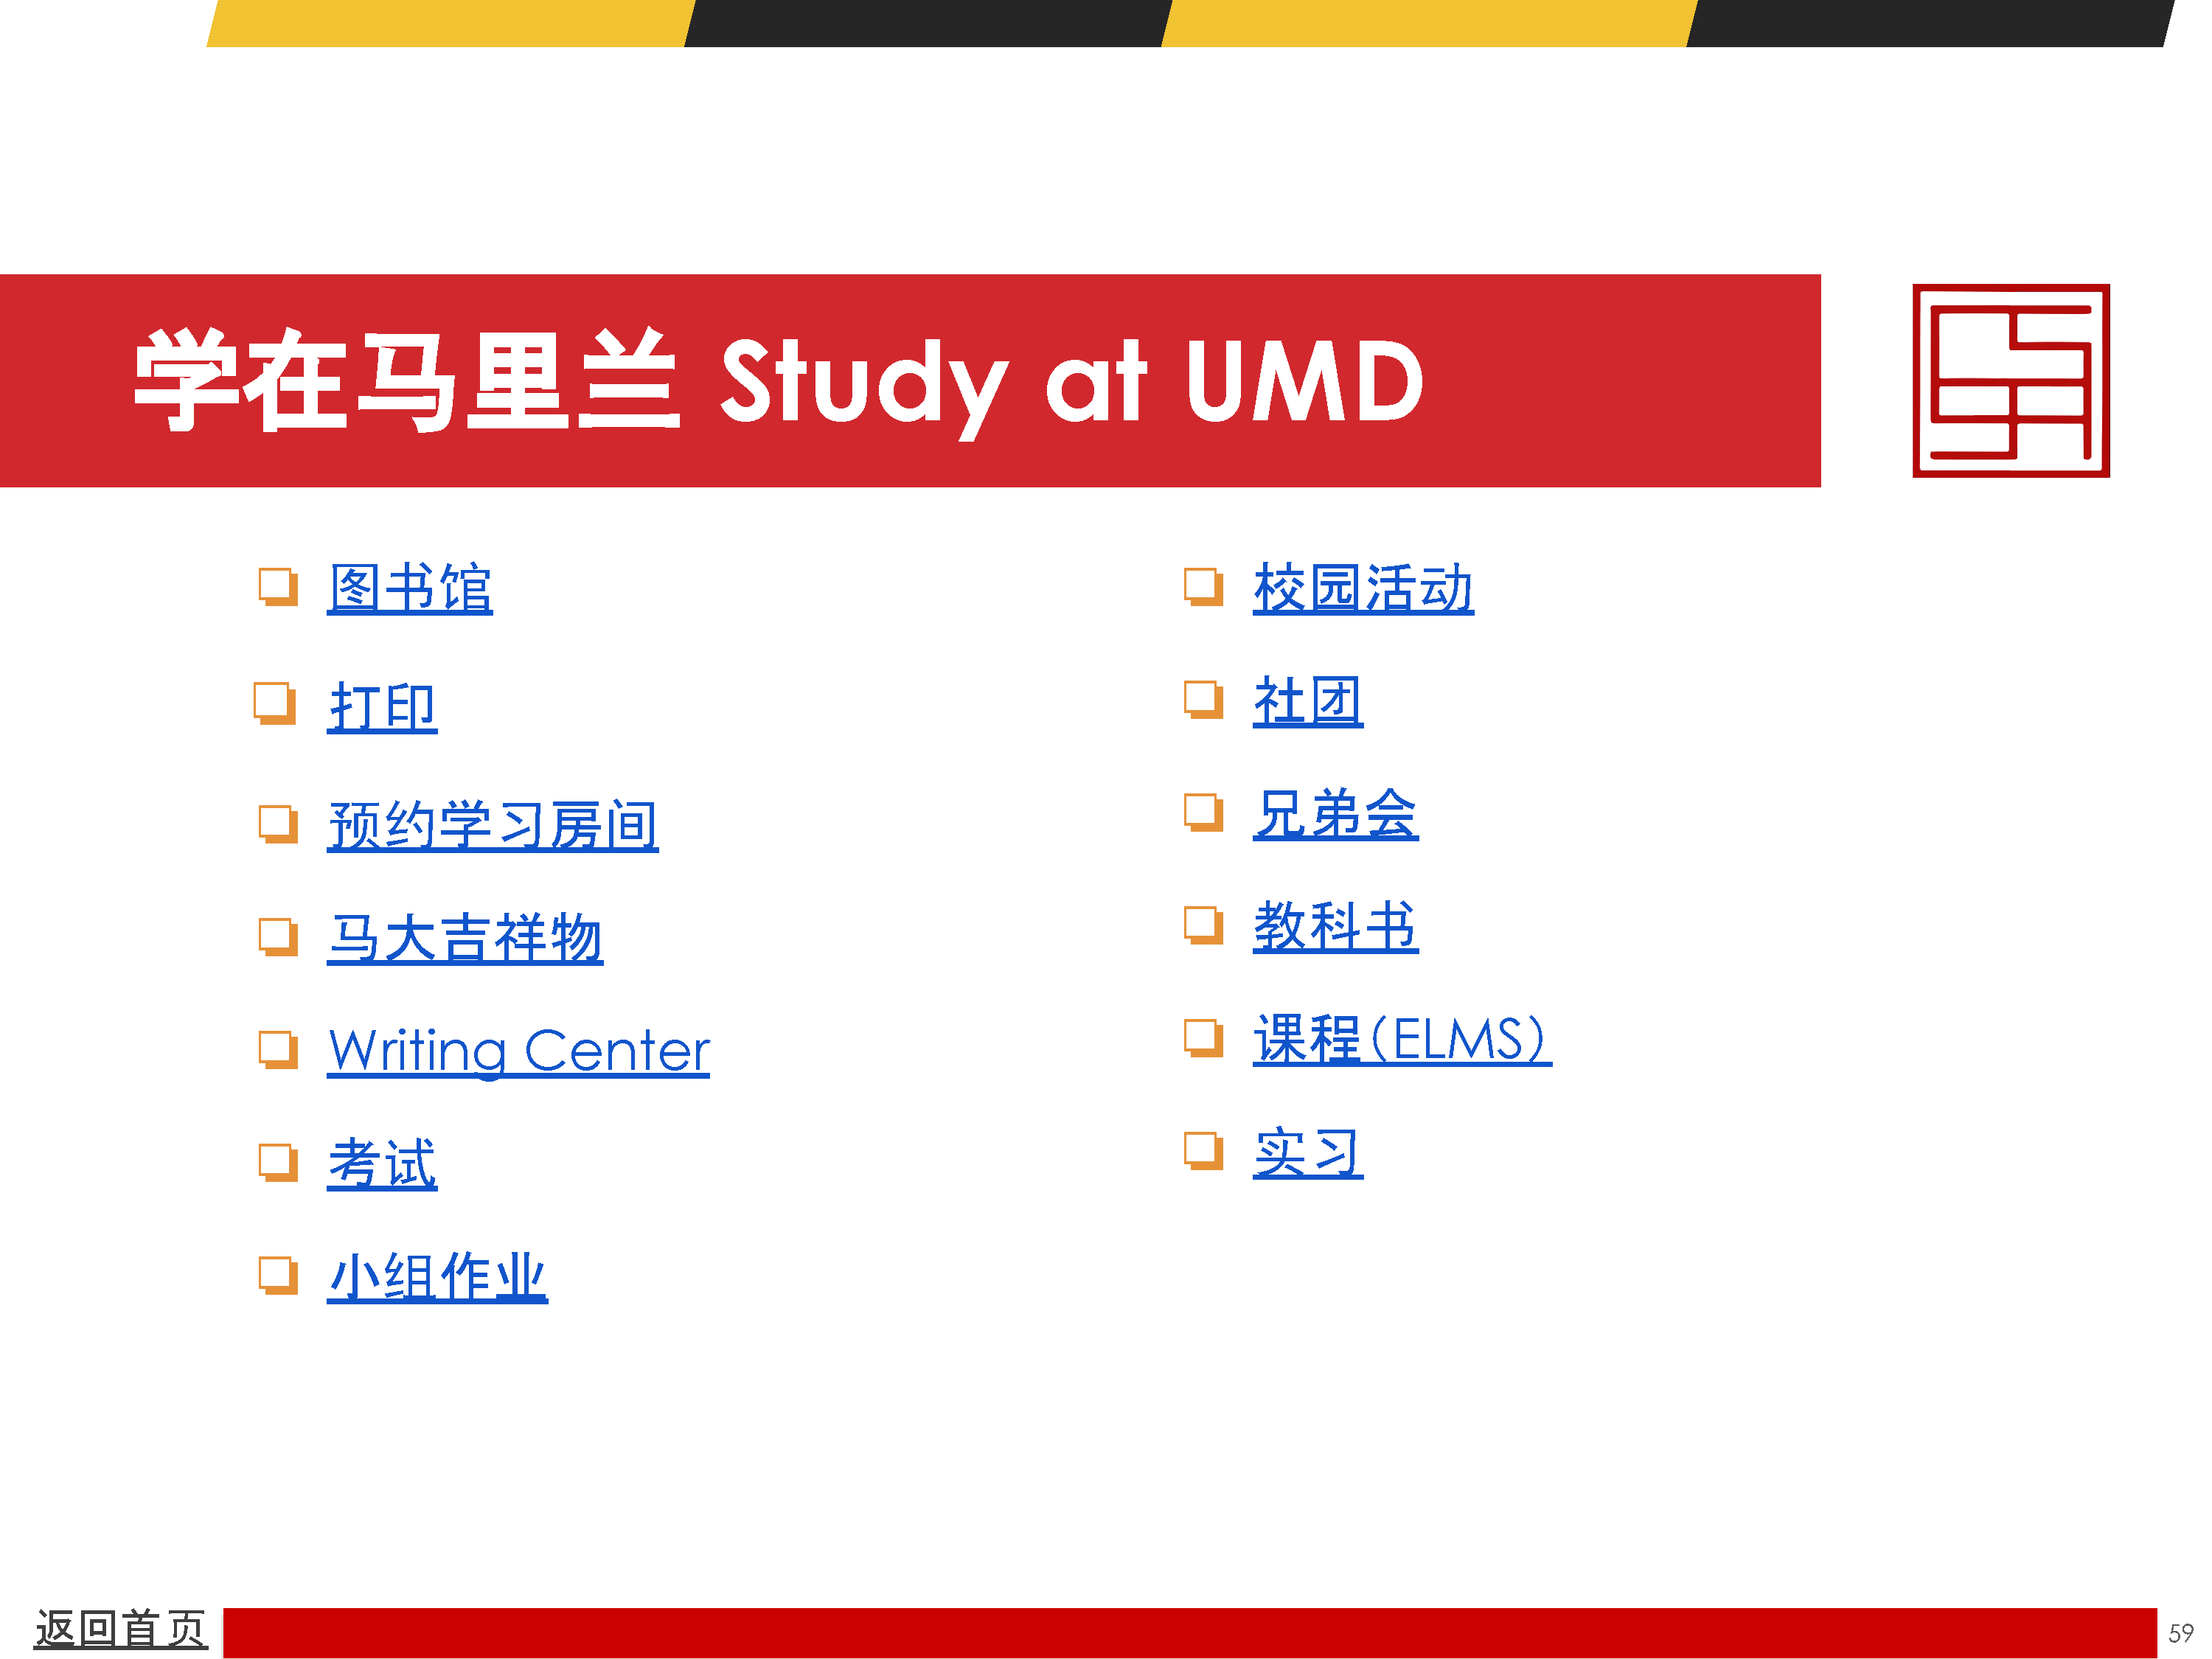 学在马里兰 Study at UMD
图书馆
打印
预约学习房间
马大吉祥物
Writing Center
考试
小组作业
校园活动
社团
兄弟会
教科书
课程（ELMS）
实习
返回首页
59